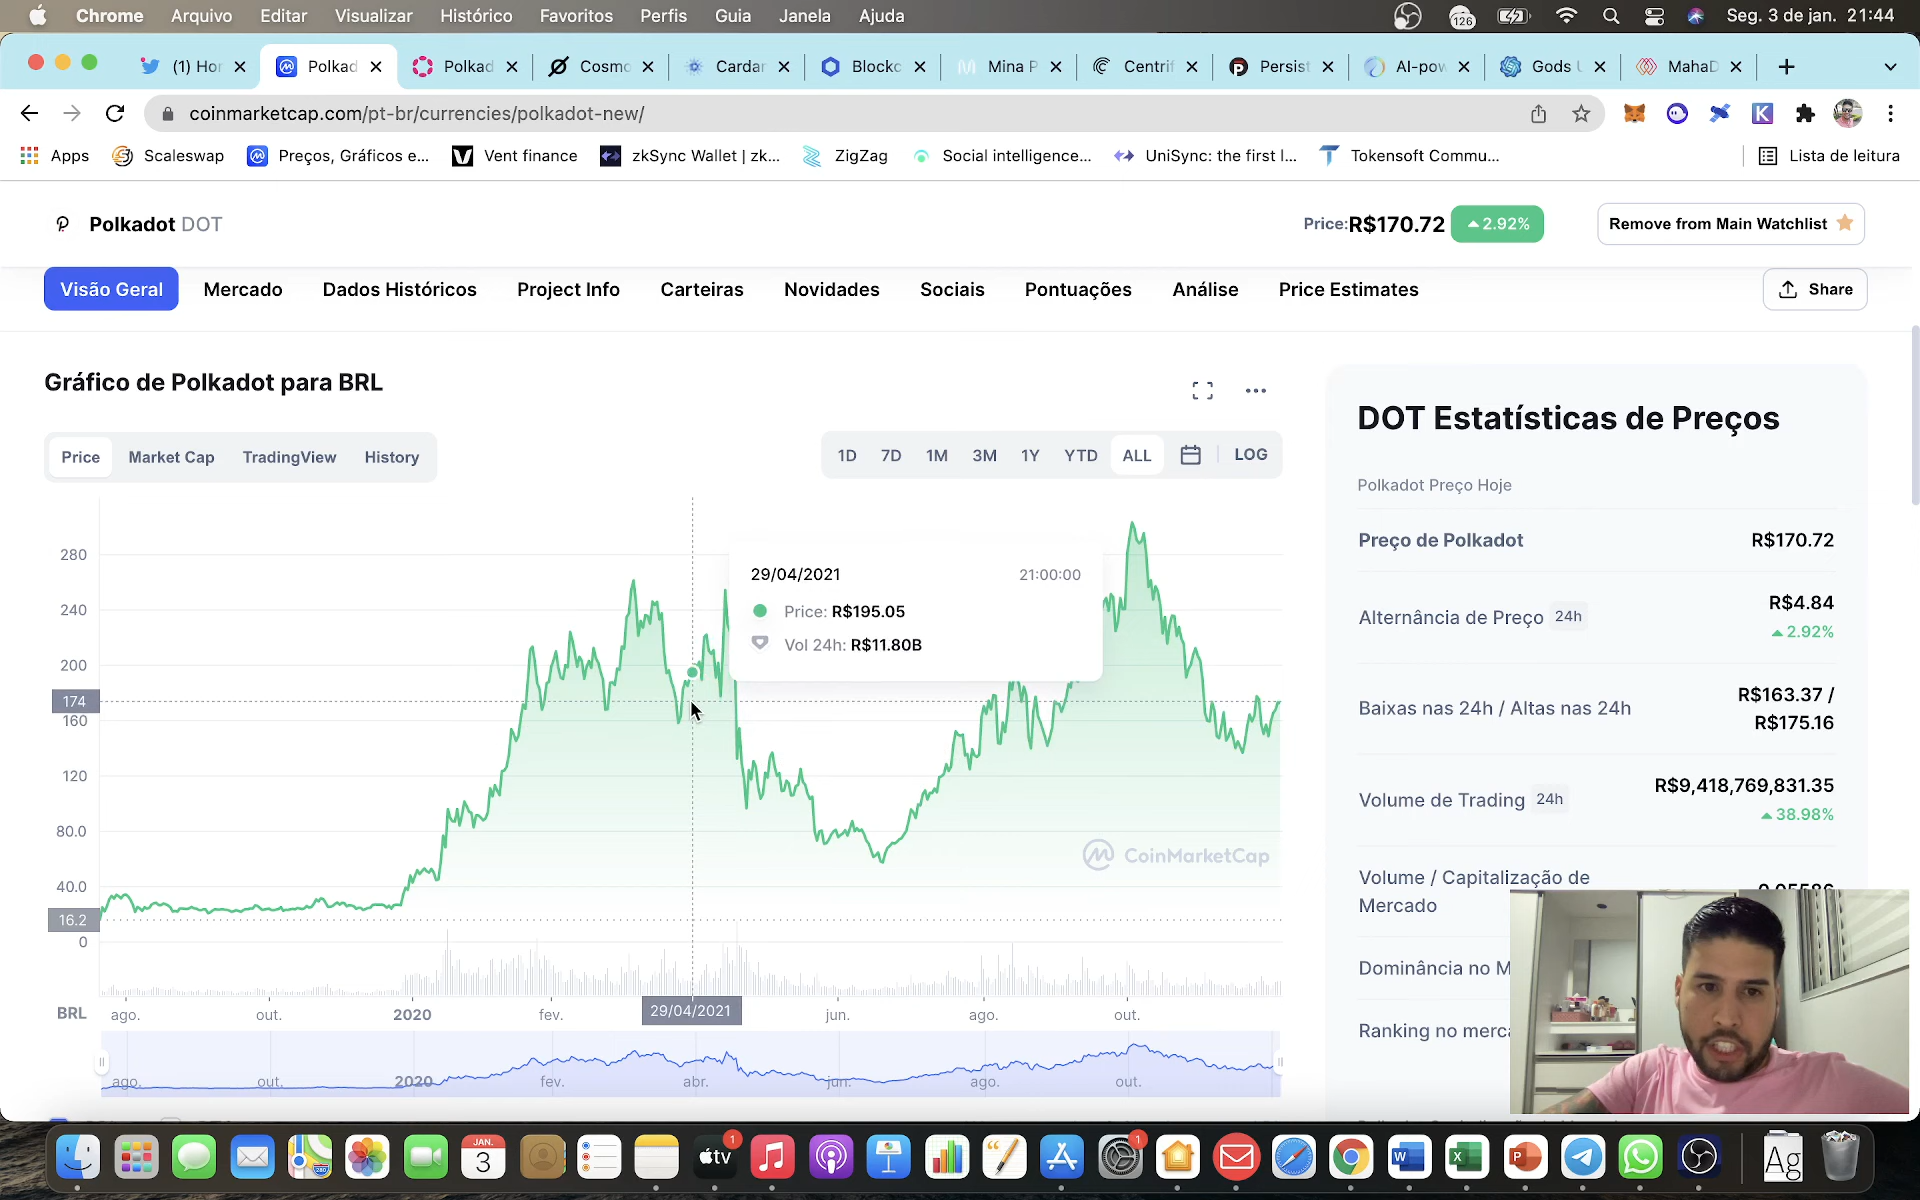 Chrome Arquivo Editar Visualizar Histórico Favoritos Perfis Guia Janela Ajuda 126 Seg. 3 de jan. 21:44
(1) Hor Polkad Polkad Cosmo Cardar Blockc Mina P Centrif Persist AI-pow Gods U MahaD
coinmarketcap.com/pt-br/currencies/polkadot-new/
Apps Scaleswap Preços, Gráficos e... Vent finance zkSync Wallet | zk... ZigZag Social intelligence... UniSync: the first l... Tokensoft Commu... Lista de leitura
Polkadot DOT Price:R$170.72 2.92% Remove from Main Watchlist
Visão Geral Mercado Dados Históricos Project Info Carteiras Novidades Sociais Pontuações Análise Price Estimates Share
Gráfico de Polkadot para BRL
Price Market Cap TradingView History 1D 7D 1M 3M 1Y YTD ALL LOG
280
240
200
174
160
120
80.0
40.0
16.2
0
29/04/2021 21:00:00
Price: R$195.05
Vol 24h: R$11.80B
CoinMarketCap
BRL ago. out. 2020 fev. 29/04/2021 jun. ago. out.
ago. out. 2020 fev. abr. jun. ago. out.
DOT Estatísticas de Preços
Polkadot Preço Hoje
Preço de Polkadot R$170.72
Alternância de Preço 24h R$4.84
2.92%
Baixas nas 24h / Altas nas 24h R$163.37 /
R$175.16
Volume de Trading 24h R$9,418,769,831.35
38.98%
Volume / Capitalização de
Mercado
Dominância no M
Ranking no merca
JAN.
3
280
1
tv
1
W X P
Ag